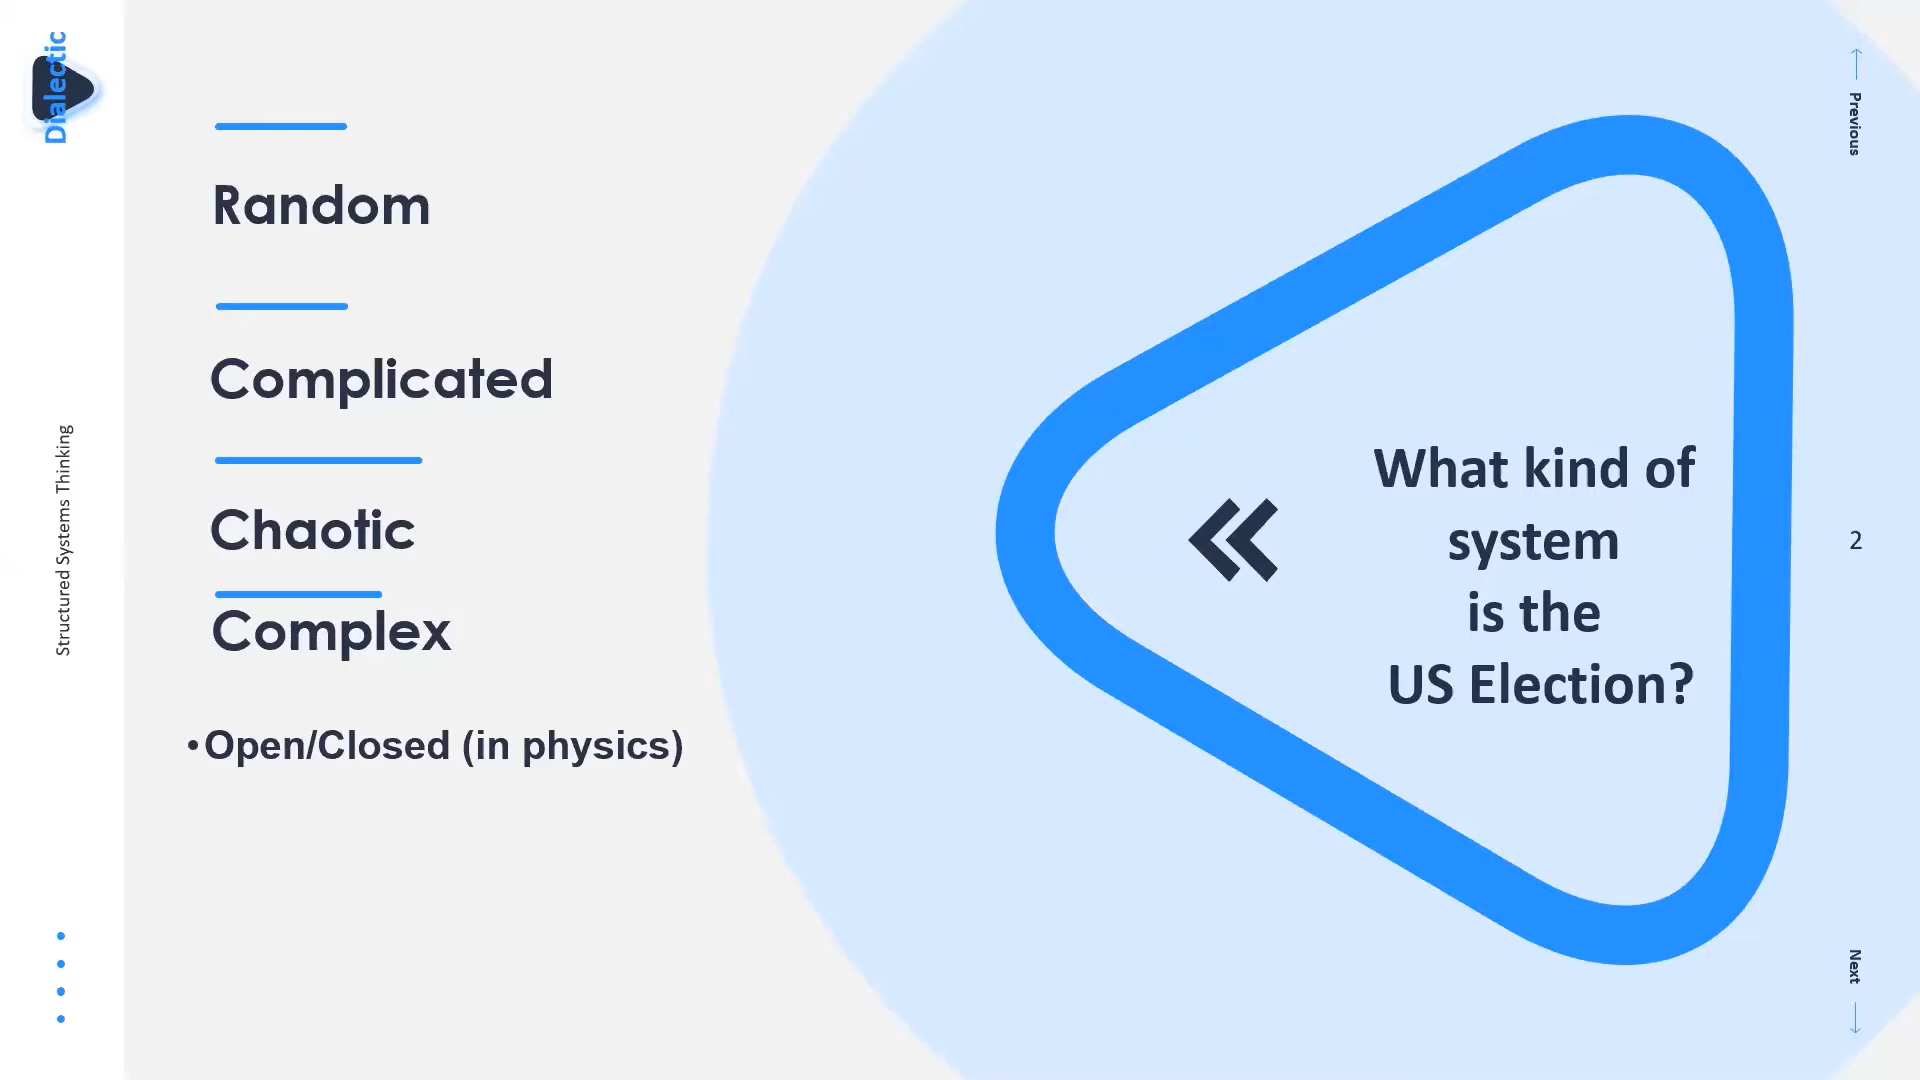 Dialectic
Structured Systems Thinking
Random
Complicated
Chaotic
Complex
•Open/Closed (in physics)
What kind of
system
is the
US Election?
Previous
2
Next